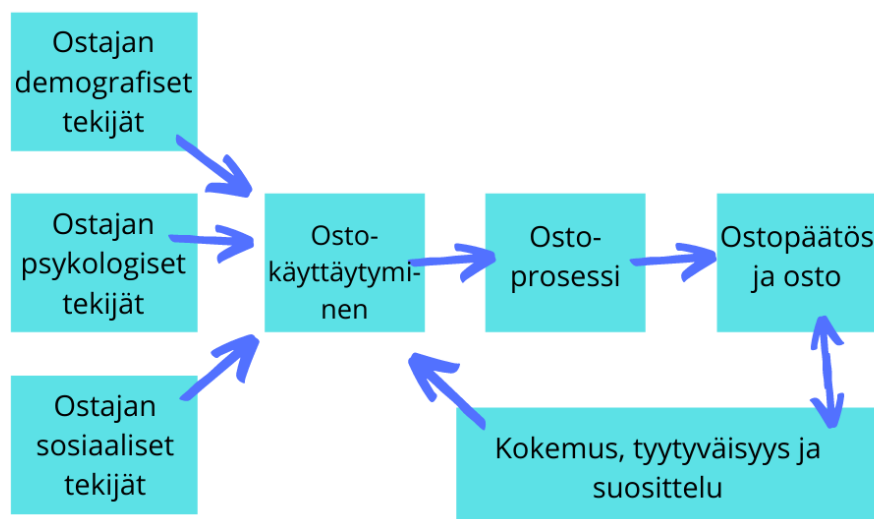 Ostajan
demografiset
tekijät
Ostajan
psykologiset
tekijät
Ostajan
sosiaaliset
tekijät
Osto-
käyttäytymi-
nen
Osto-
prosessi
Ostopäätös
ja osto
Kokemus, tyytyväisyys ja
suosittelu